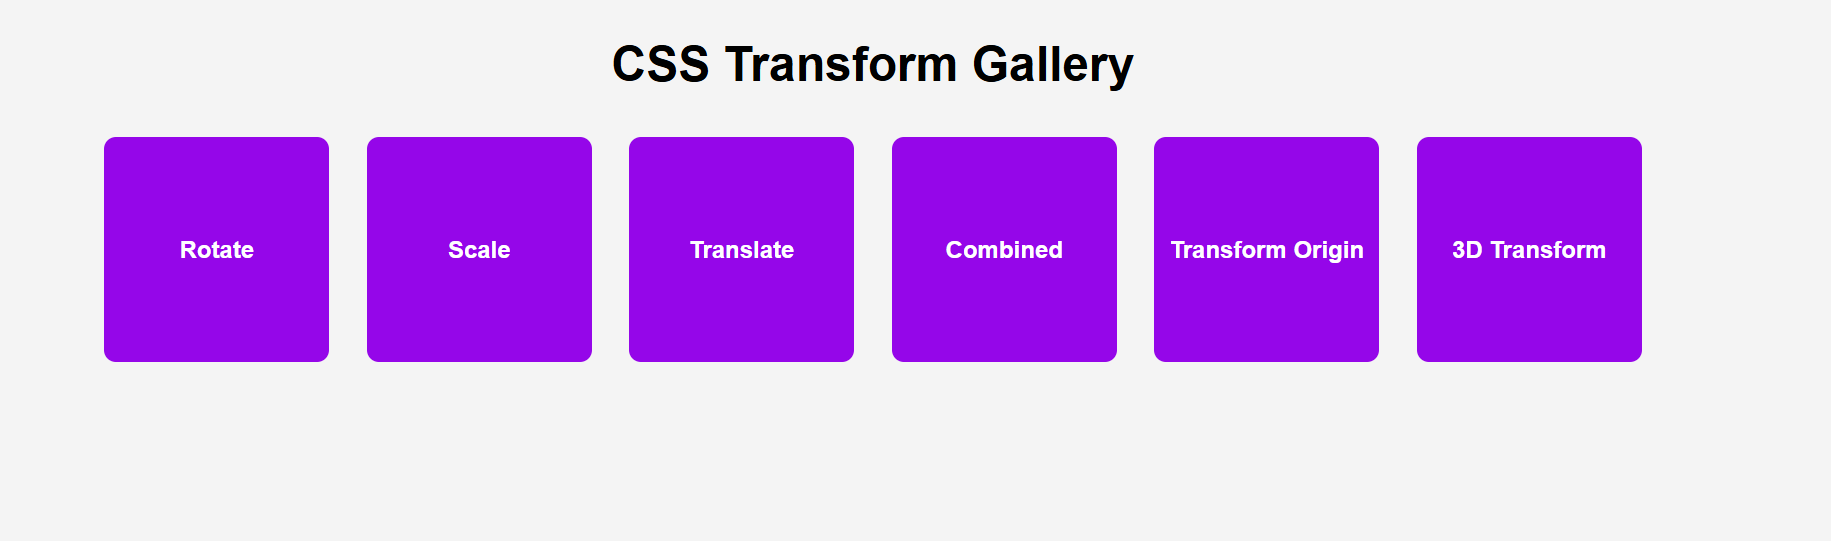 CSS Transform Gallery
Rotate
Scale
Translate
Combined
Transform Origin
3D Transform